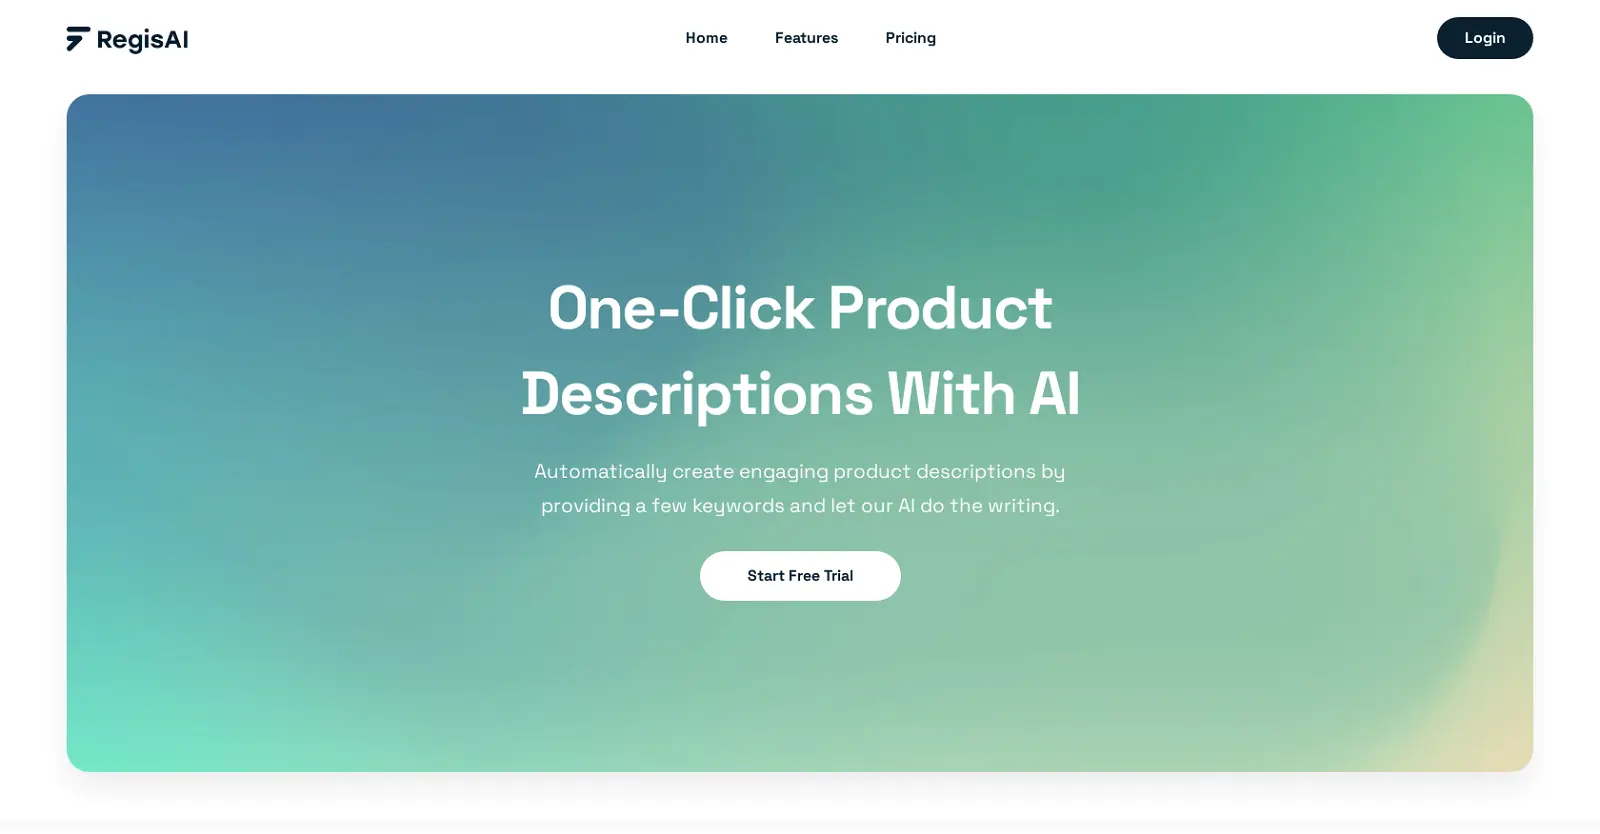 RegisAI
Home
Features
Pricing
Login
One-Click Product
Descriptions With AI
Automatically create engaging product descriptions by
providing a few keywords and let our AI do the writing.
Start Free Trial